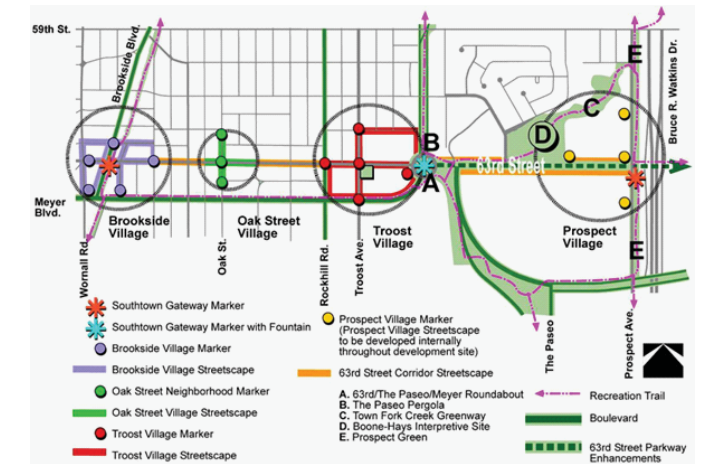 59th St.
Brookside Blvd.
Bruce R. Watkins Dr.
E
C
D
B
63rd Street
A
Meyer
Blvd.
Brookside
Village
Oak Street
Village
Troost
Village
Prospect
Village
E
Wornall Rd.
Oak St.
Rockhill Rd.
Troost Ave.
The Paseo
Prospect Ave.
Southtown Gateway Marker
Southtown Gateway Marker with Fountain
Brookside Village Marker
Brookside Village Streetscape
Oak Street Neighborhood Marker
Oak Street Village Streetscape
Troost Village Marker
Troost Village Streetscape
Prospect Village Marker
(Prospect Village Streetscape
to be developed internally
throughout development site)
63rd Street Corridor Streetscape
A. 63rd/The Paseo/Meyer Roundabout
B. The Paseo Pergola
C. Town Fork Creek Greenway
D. Boone-Hays Interpretive Site
E. Prospect Green
Recreation Trail
Boulevard
63rd Street Parkway
Enhancements